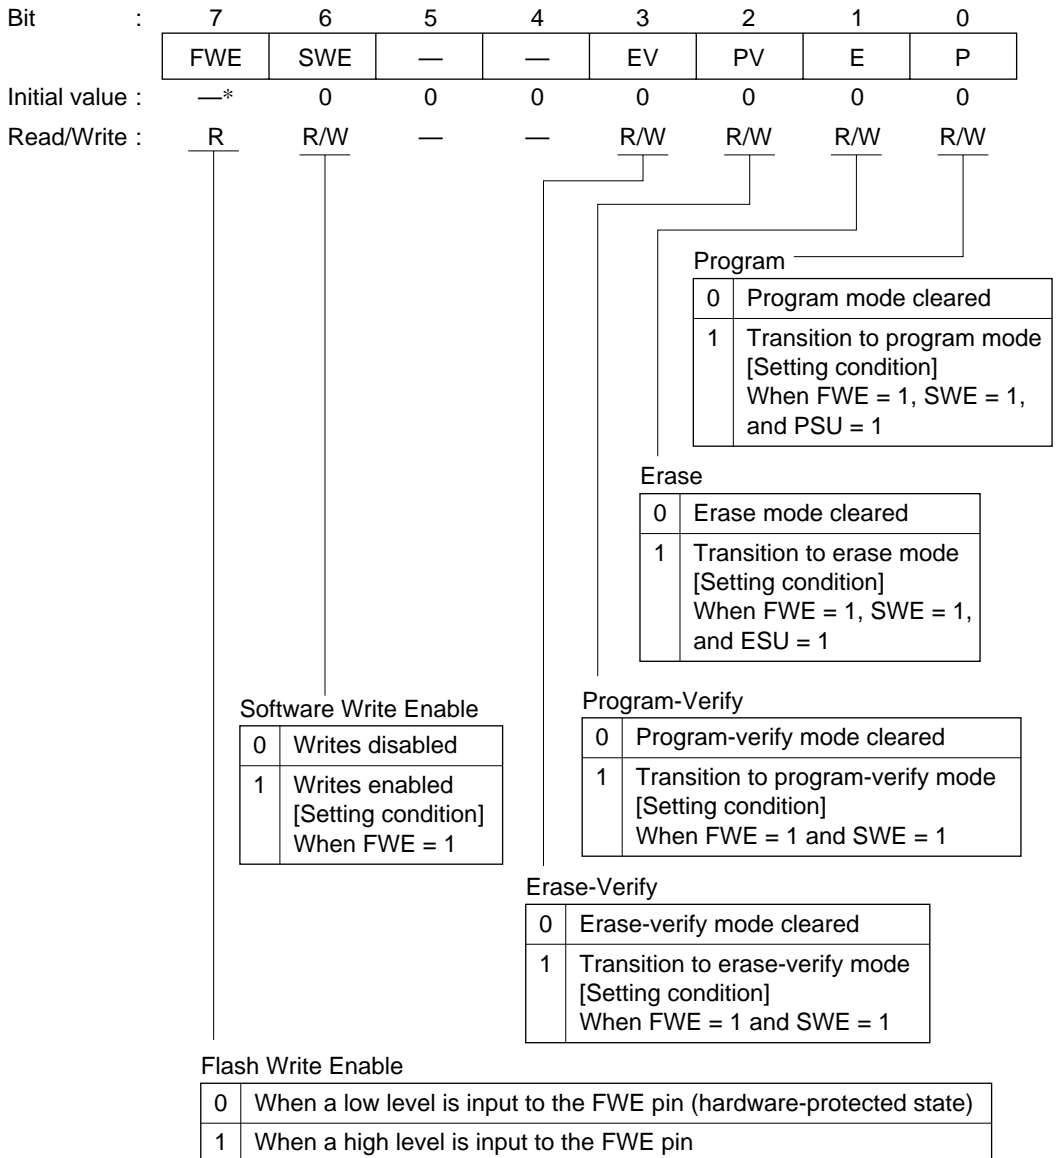 Bit : 7 6 5 4 3 2 1 0
FWE SWE — — EV PV E P
Initial value : —* 0 0 0 0 0 0 0
Read/Write : R R/W — — R/W R/W R/W R/W
Program
0 Program mode cleared
1 Transition to program mode
[Setting condition]
When FWE = 1, SWE = 1,
and PSU = 1
Erase
0 Erase mode cleared
1 Transition to erase mode
[Setting condition]
When FWE = 1, SWE = 1,
and ESU = 1
Program-Verify
0 Program-verify mode cleared
1 Transition to program-verify mode
[Setting condition]
When FWE = 1 and SWE = 1
Software Write Enable
0 Writes disabled
1 Writes enabled
[Setting condition]
When FWE = 1
Erase-Verify
0 Erase-verify mode cleared
1 Transition to erase-verify mode
[Setting condition]
When FWE = 1 and SWE = 1
Flash Write Enable
0 When a low level is input to the FWE pin (hardware-protected state)
1 When a high level is input to the FWE pin